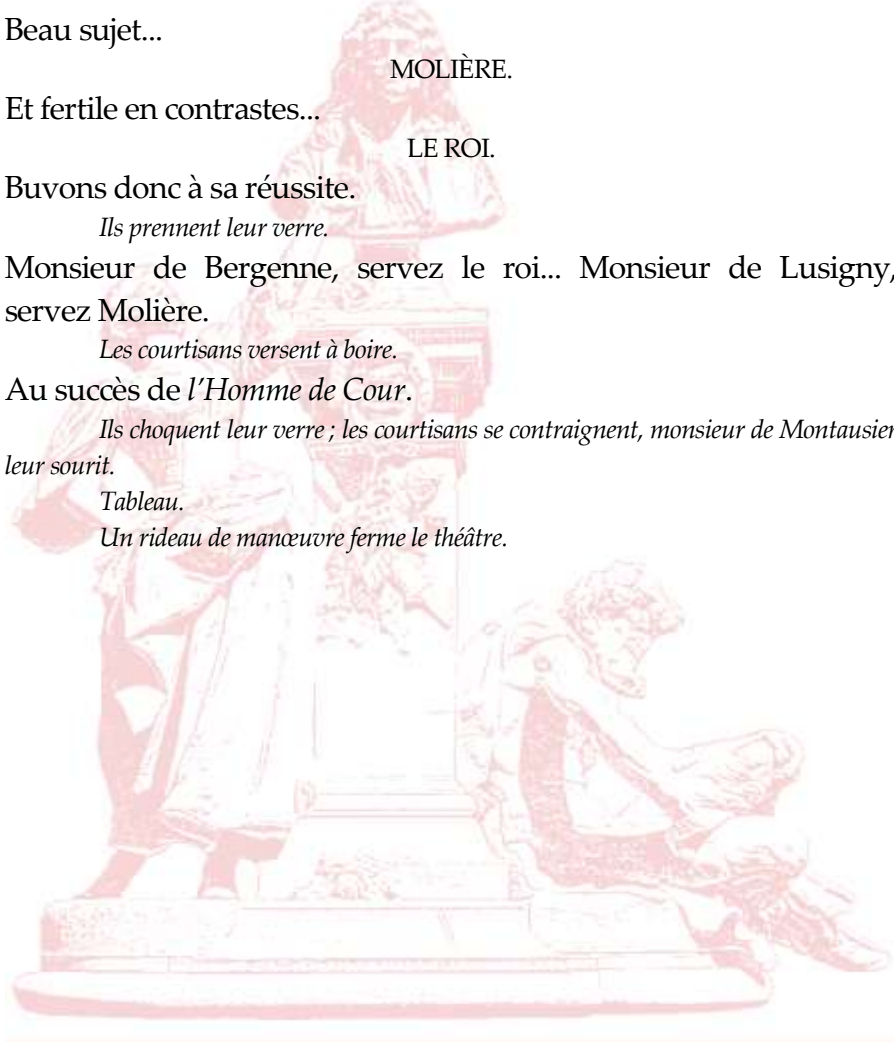 Beau sujet...
MOLIÈRE.
Et fertile en contrastes...
LE ROI.
Buvons donc à sa réussite.
Ils prennent leur verre.
Monsieur de Bergenne, servez le roi... Monsieur de Lusigny,
servez Molière.
Les courtisans versent à boire.
Au succès de l’Homme de Cour.
Ils choquent leur verre ; les courtisans se contraignent, monsieur de Montausier
leur sourit.
Tableau.
Un rideau de manœuvre ferme le théâtre.